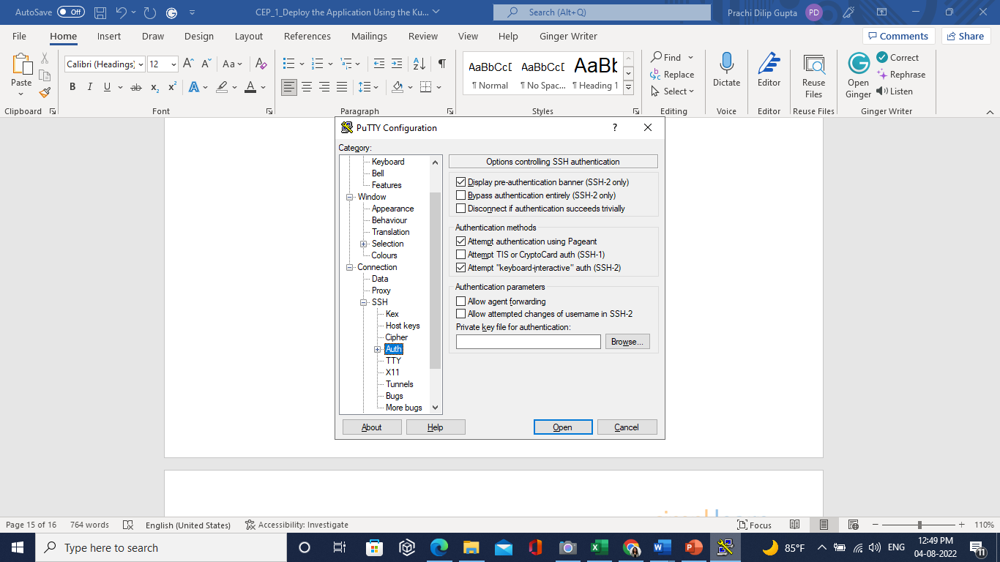 AutoSave Off CEP_1_Deploy the Application Using the Ku... Search (Alt+Q) Prachi Dilip Gupta PD
File Home Insert Draw Design Layout References Mailings Review View Help Ginger Writer Comments Share
Paste
Clipboard
Calibri (Headings) 12 A A Aa A
B I U ab x2 x2 A A
Font
Paragraph
AaBbCcD AaBbCcD AaBb
¶ Normal ¶ No Spac... ¶ Heading 1
Styles
Find
Replace
Select
Editing
Dictate
Voice
Editor
Editor
Reuse
Files
Reuse Files
Open
Ginger
Correct
Rephrase
Listen
Ginger Writer
PuTTY Configuration ?
Category:
Keyboard
Bell
Features
Window
Appearance
Behaviour
Translation
Selection
Colours
Connection
Data
Proxy
SSH
Kex
Host keys
Cipher
Auth
TTY
X11
Tunnels
Bugs
More bugs
Options controlling SSH authentication
Display pre-authentication banner (SSH-2 only)
Bypass authentication entirely (SSH-2 only)
Disconnect if authentication succeeds trivially
Authentication methods
Attempt authentication using Pageant
Attempt TIS or CryptoCard auth (SSH-1)
Attempt "keyboard-interactive" auth (SSH-2)
Authentication parameters
Allow agent forwarding
Allow attempted changes of username in SSH-2
Private key file for authentication:
Browse...
About Help Open Cancel
Page 15 of 16 764 words English (United States) Accessibility: Investigate Focus 110%
Type here to search 85°F ENG 12:49 PM
04-08-2022 11